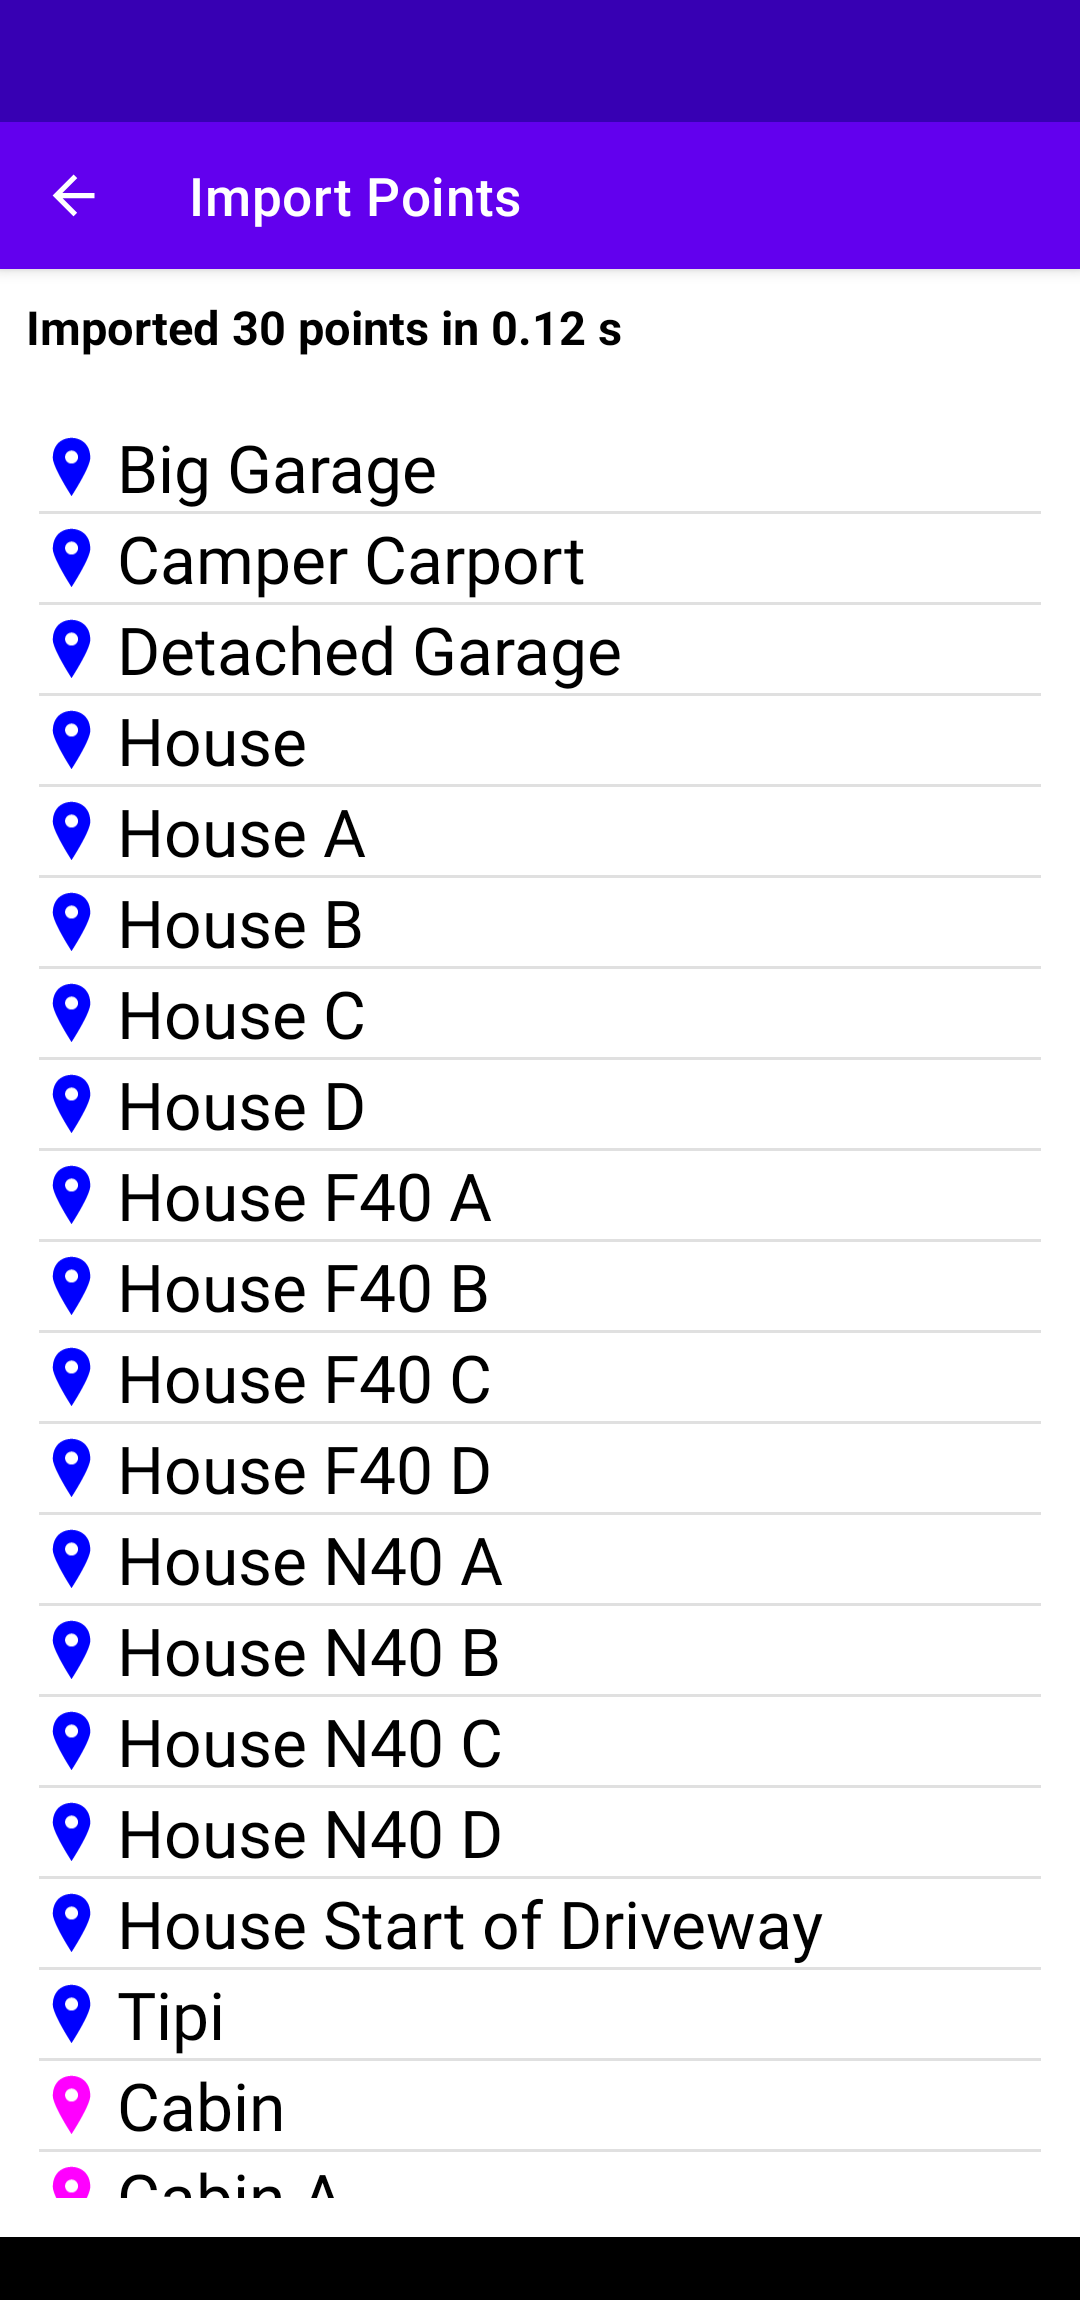 Import Points
Imported 30 points in 0.12 s
Big Garage
Camper Carport
Detached Garage
House
House A
House B
House C
House D
House F40 A
House F40 B
House F40 C
House F40 D
House N40 A
House N40 B
House N40 C
House N40 D
House Start of Driveway
Tipi
Cabin
Cabin A